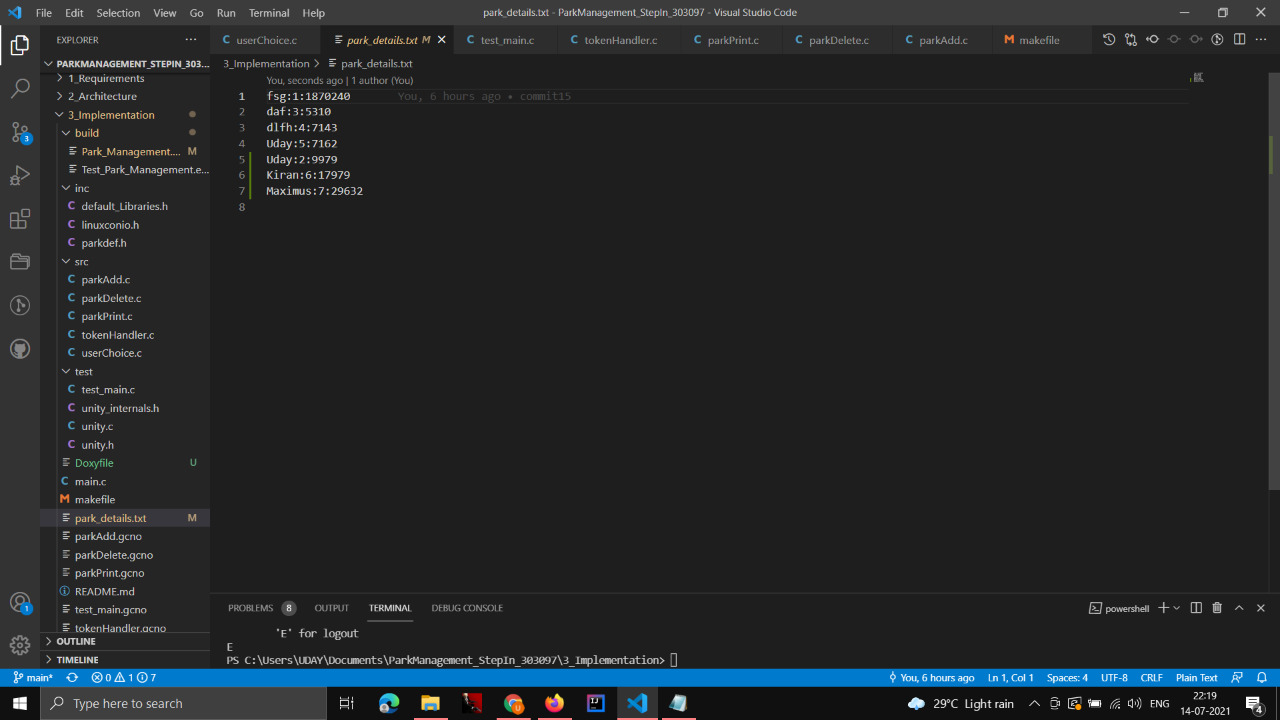 File Edit Selection View Go Run Terminal Help
park_details.txt - ParkManagement_StepIn_303097 - Visual Studio Code
EXPLORER
userChoice.c
park_details.txt M
test_main.c
tokenHandler.c
parkPrint.c
parkDelete.c
parkAdd.c
makefile
PARKMANAGEMENT_STEPIN_303...
1_Requirements
2_Architecture
3_Implementation
build
Park_Management.... M
Test_Park_Management.e...
inc
default_Libraries.h
linuxconio.h
parkdef.h
src
parkAdd.c
parkDelete.c
parkPrint.c
tokenHandler.c
userChoice.c
test
test_main.c
unity_internals.h
unity.c
unity.h
Doxyfile U
main.c
makefile
park_details.txt M
parkAdd.gcno
parkDelete.gcno
parkPrint.gcno
README.md
test_main.gcno
tokenHandler.gcno
OUTLINE
TIMELINE
3_Implementation > park_details.txt
You, seconds ago | 1 author (You)
1 fsg:1:1870240 You, 6 hours ago • commit15
2 daf:3:5310
3 dlfh:4:7143
4 Uday:5:7162
5 Uday:2:9979
6 Kiran:6:17979
7 Maximus:7:29632
8
PROBLEMS 8 OUTPUT TERMINAL DEBUG CONSOLE
powershell
'E' for logout
E
PS C:\Users\UDAY\Documents\ParkManagement_StepIn_303097\3_Implementation>
3
1
main* 0 1 7
You, 6 hours ago Ln 1, Col 1 Spaces: 4 UTF-8 CRLF Plain Text
Type here to search
29°C Light rain
ENG
22:19
14-07-2021
4